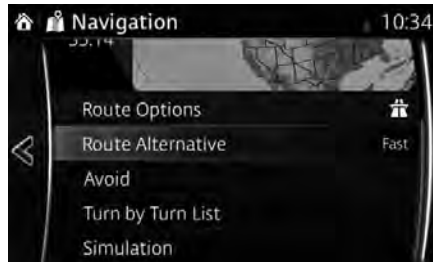 Navigation 10:34
Route Options
Route Alternative Fast
Avoid
Turn by Turn List
Simulation